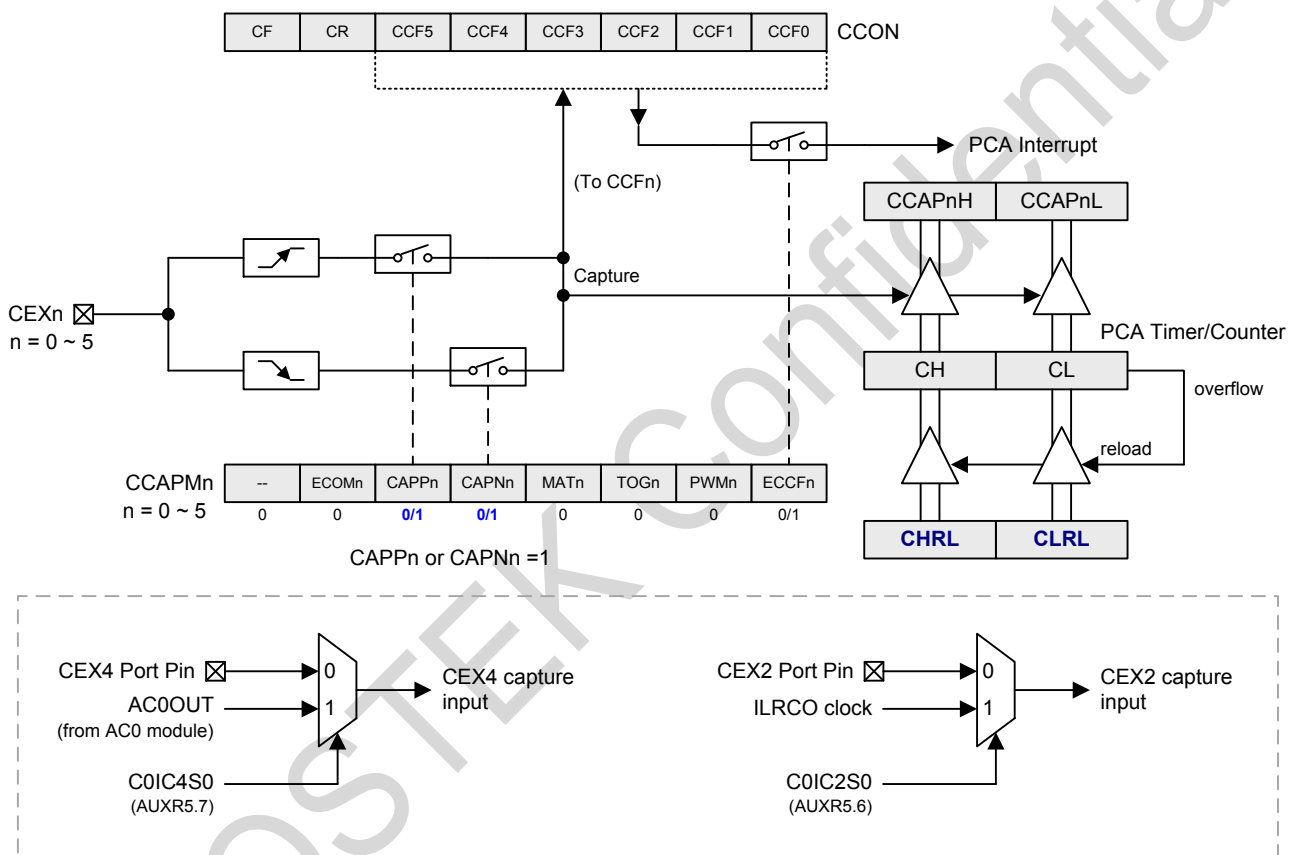 CF CR CCF5 CCF4 CCF3 CCF2 CCF1 CCF0 CCON
PCA Interrupt
(To CCFn)
CCAPnH CCAPnL
Capture
CEXn
n = 0 ~ 5
PCA Timer/Counter
CH CL
overflow
reload
CCAPMn -- ECOMn CAPPn CAPNn MATn TOGn PWMn ECCFn
n = 0 ~ 5 0 0 0/1 0/1 0 0 0 0/1
CHRL CLRL
CAPPn or CAPNn =1
CEX4 Port Pin 0
AC0OUT 1
(from AC0 module)
CEX4 capture
input
C0IC4S0
(AUXR5.7)
CEX2 Port Pin 0
ILRCO clock 1
CEX2 capture
input
C0IC2S0
(AUXR5.6)
OSTEK Confidential